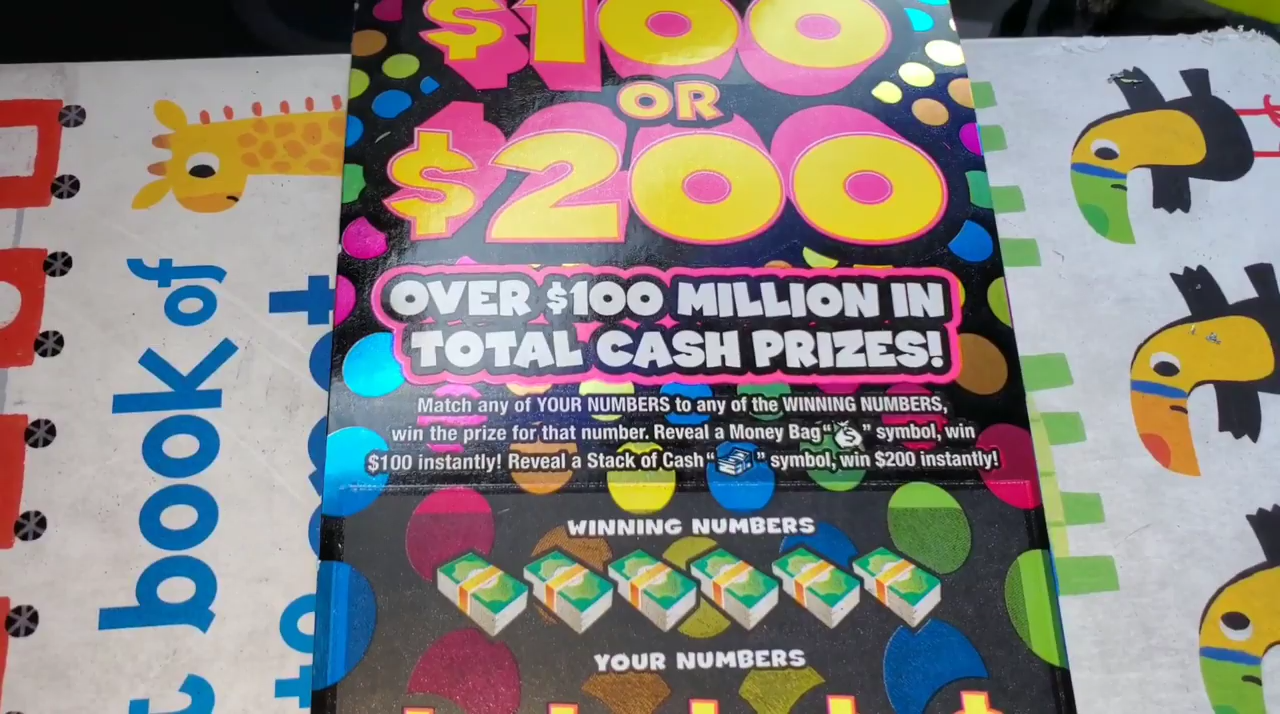 $100
OR
$200
OVER $100 MILLION IN
TOTAL CASH PRIZES!
Match any of YOUR NUMBERS to any of the WINNING NUMBERS,
win the prize for that number. Reveal a Money Bag "$" symbol, win
$100 instantly! Reveal a Stack of Cash " " symbol, win $200 instantly!
WINNING NUMBERS
YOUR NUMBERS
book of
to